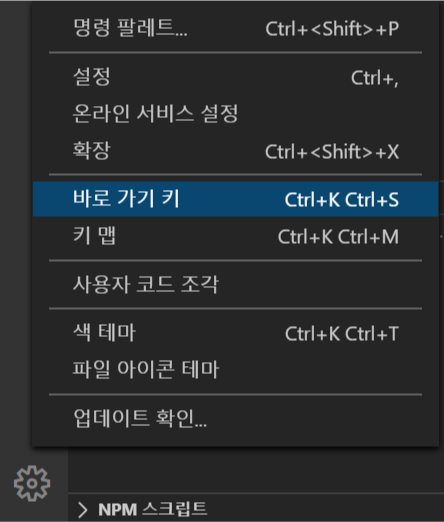 명령 팔레트... Ctrl+<Shift>+P
설정 Ctrl+,
온라인 서비스 설정
확장 Ctrl+<Shift>+X
바로 가기 키 Ctrl+K Ctrl+S
키 맵 Ctrl+K Ctrl+M
사용자 코드 조각
색 테마 Ctrl+K Ctrl+T
파일 아이콘 테마
업데이트 확인...
NPM 스크립트